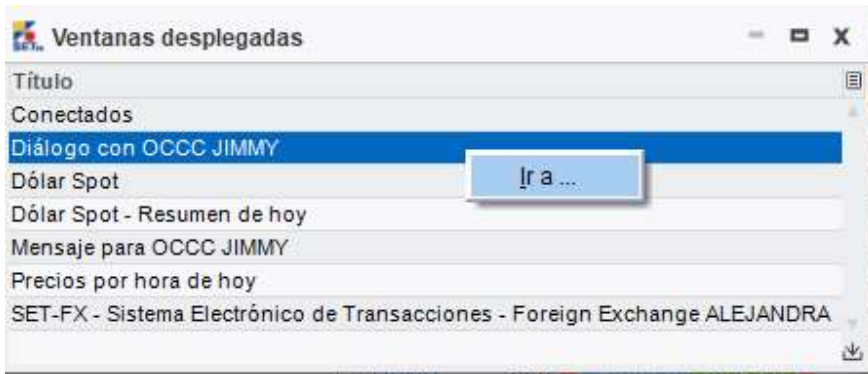 SET.
Ventanas desplegadas
Título
Conectados
Diálogo con OCCC JIMMY
Ir a ...
Dólar Spot
Dólar Spot - Resumen de hoy
Mensaje para OCCC JIMMY
Precios por hora de hoy
SET-FX - Sistema Electrónico de Transacciones - Foreign Exchange ALEJANDRA